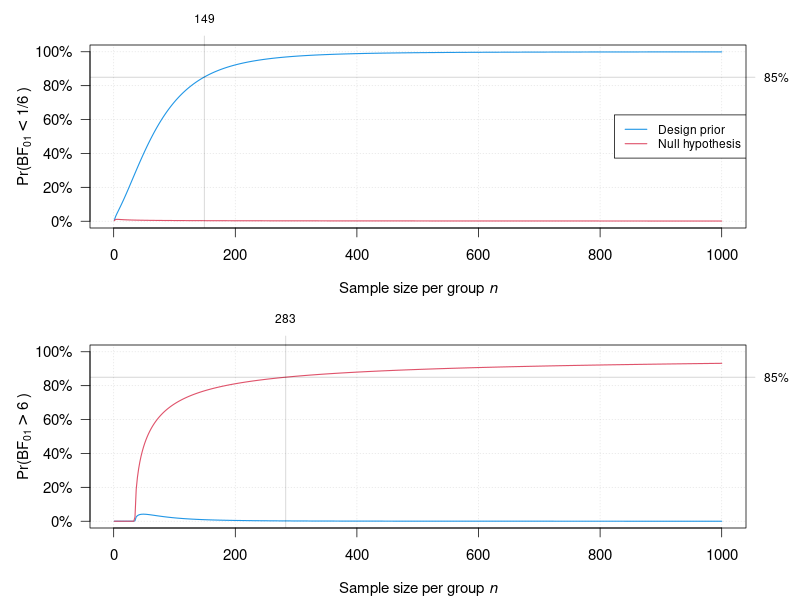 149
Pr(BF01 < 1/6 )
100%
80%
60%
40%
20%
0%
85%
Design prior
Null hypothesis
0 200 400 600 800 1000
Sample size per group n
283
Pr(BF01 > 6 )
100%
80%
60%
40%
20%
0%
85%
0 200 400 600 800 1000
Sample size per group n